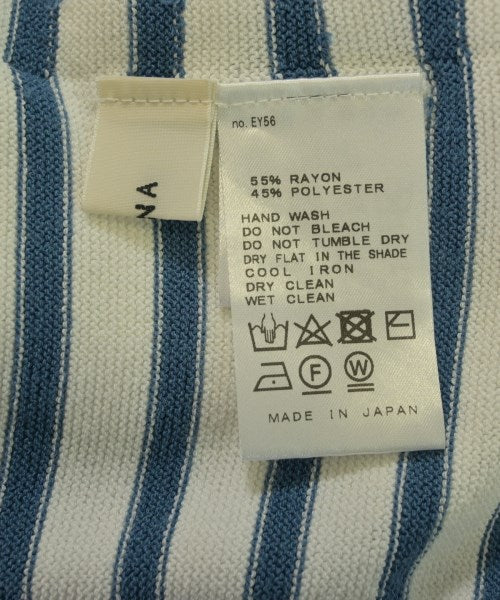 NA
no. EY56
55% RAYON
45% POLYESTER
HAND WASH
DO NOT BLEACH
DO NOT TUMBLE DRY
DRY FLAT IN THE SHADE
COOL IRON
DRY CLEAN
WET CLEAN
F W
MADE IN JAPAN